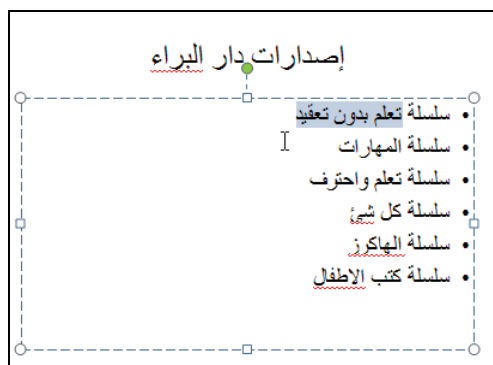 إصدارات دار البراء
سلسلة تعلم بدون تعقيد
سلسلة المهارات
سلسلة تعلم واحترف
سلسلة كل شئ
سلسلة الهاكرز
سلسلة كتب الاطفال